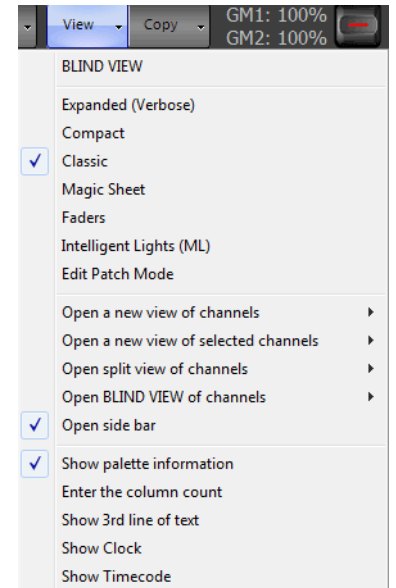 View Copy GM1: 100%
GM2: 100%
BLIND VIEW
Expanded (Verbose)
Compact
Classic
Magic Sheet
Faders
Intelligent Lights (ML)
Edit Patch Mode
Open a new view of channels
Open a new view of selected channels
Open split view of channels
Open BLIND VIEW of channels
Open side bar
Show palette information
Enter the column count
Show 3rd line of text
Show Clock
Show Timecode